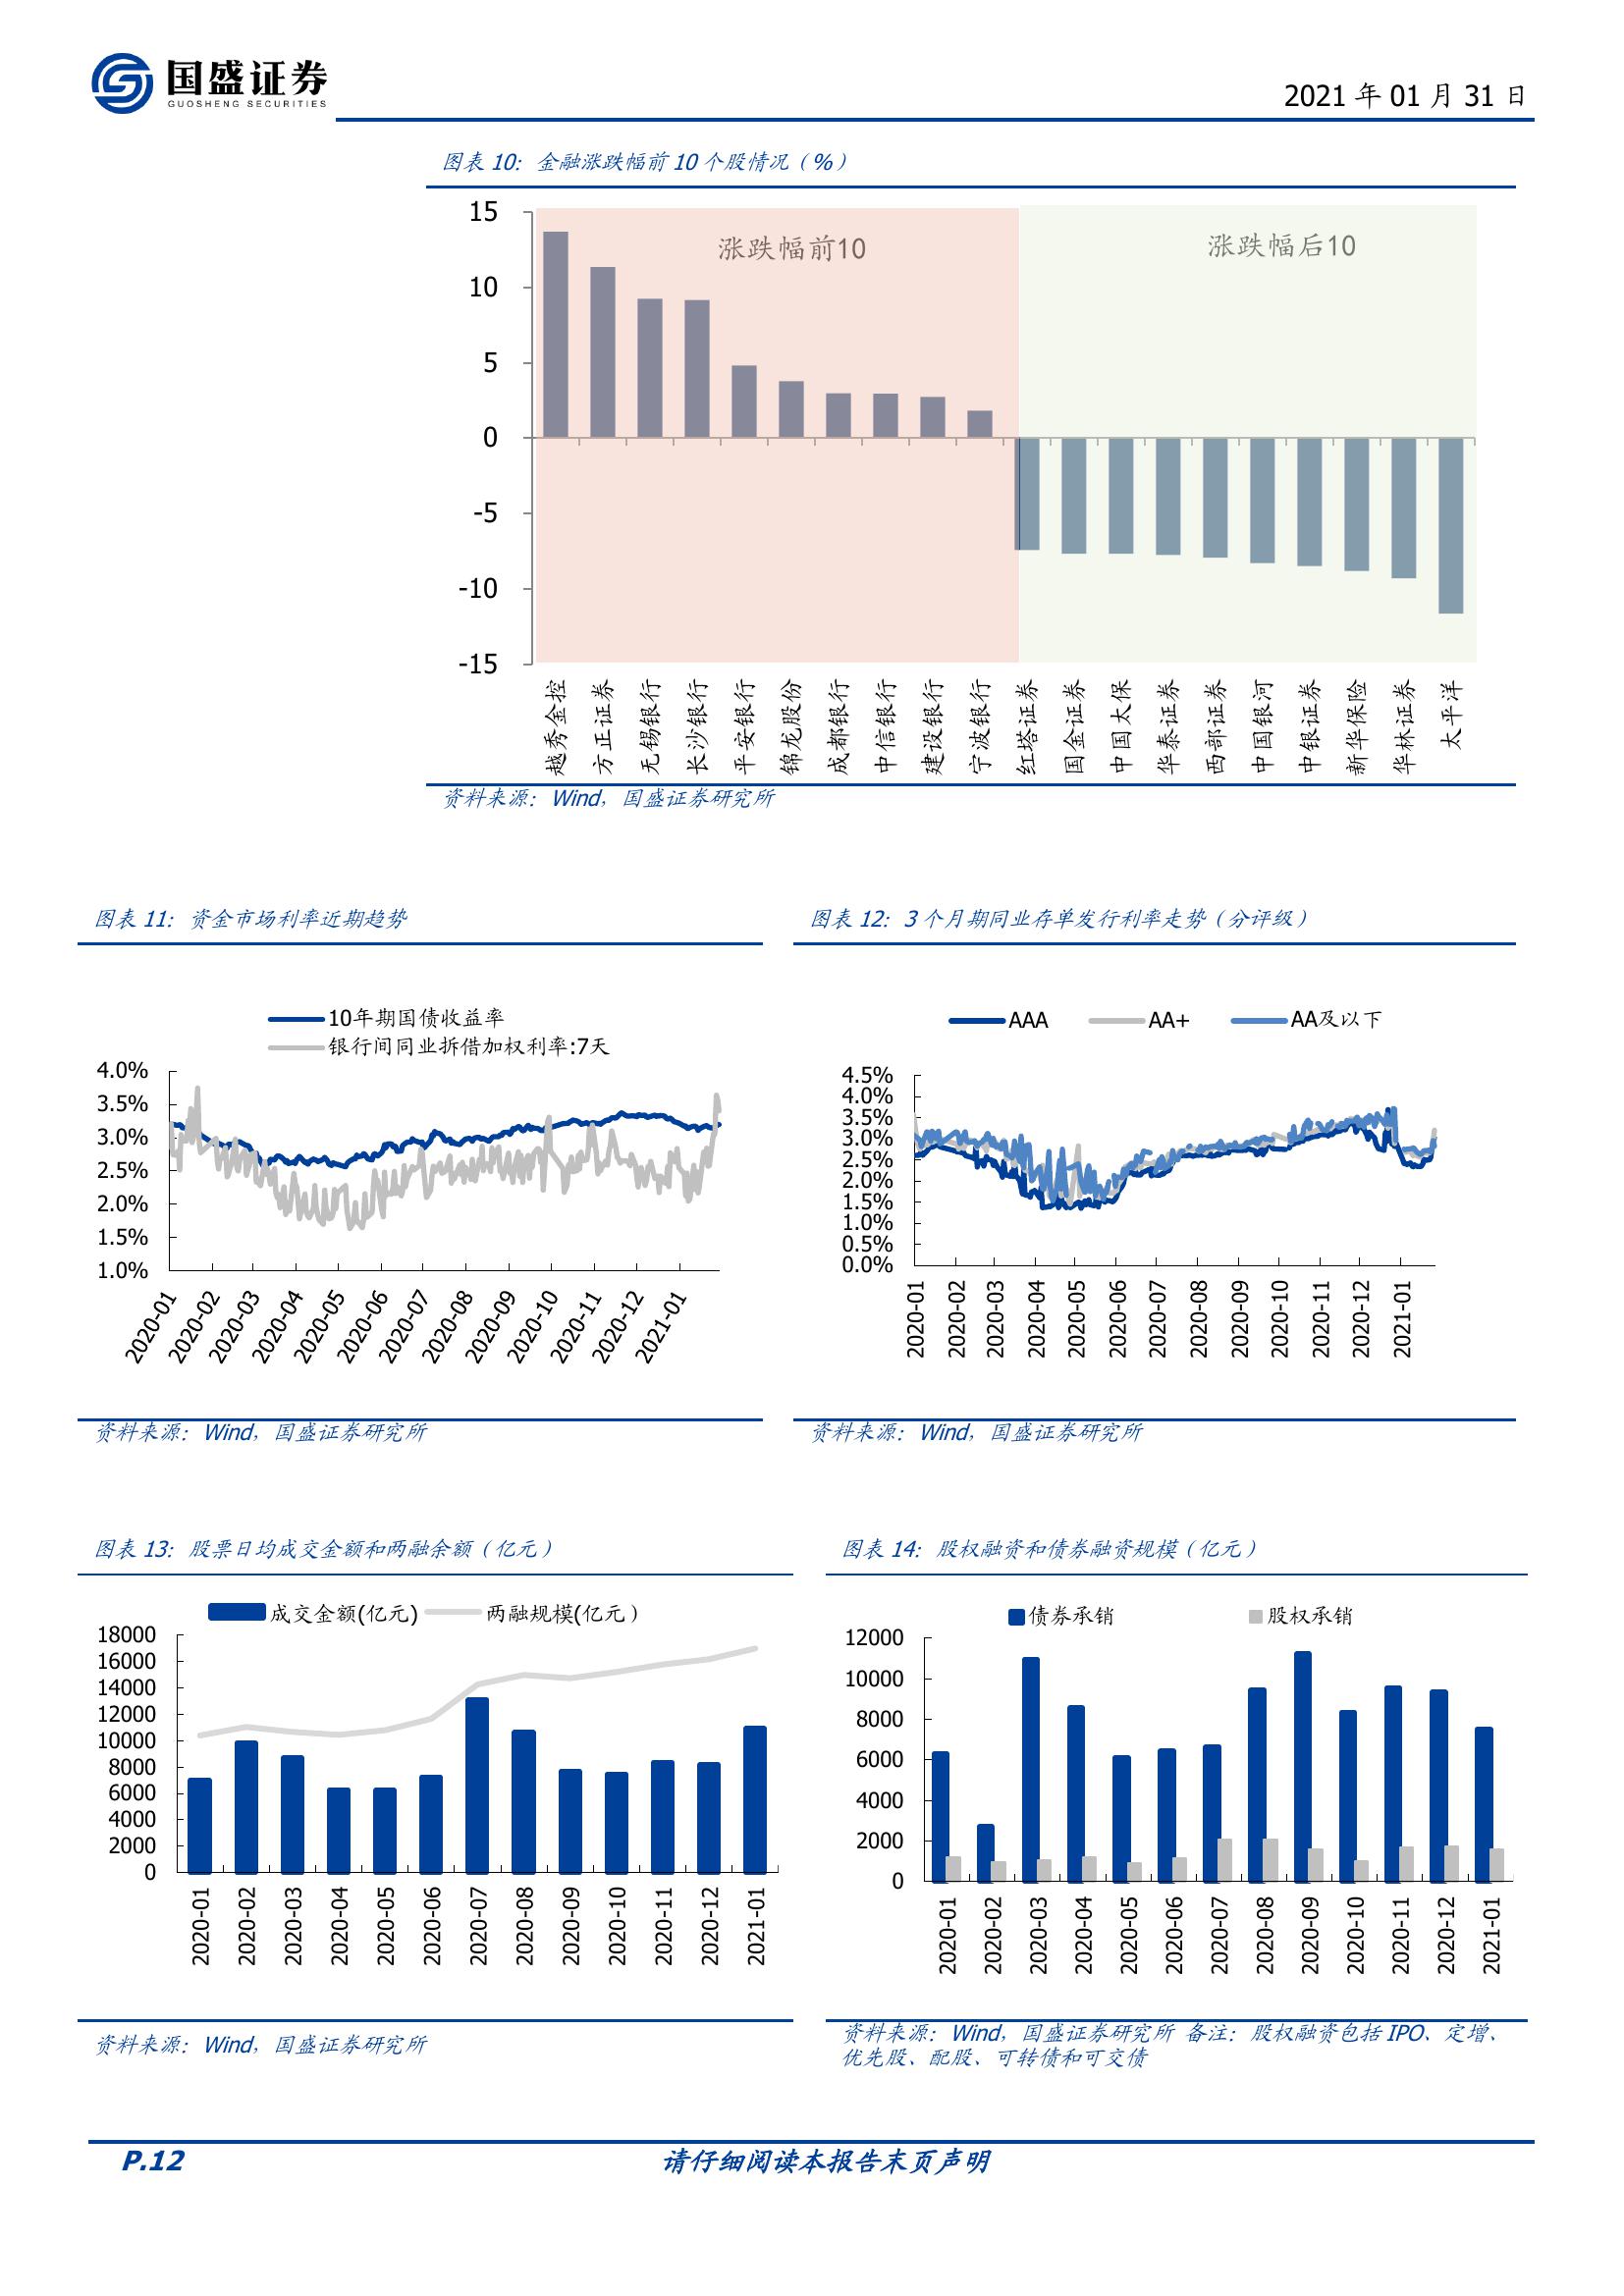 国盛证券
GUOSHENG SECURITIES
2021 年 01 月 31 日
图表 10：金融涨跌幅前 10 个股情况（%）
涨跌幅前10
涨跌幅后10
15
10
5
0
-5
-10
-15
越秀金控
方正证券
无锡银行
长沙银行
平安银行
锦龙股份
成都银行
中信银行
建设银行
宁波银行
红塔证券
国金证券
中国太保
华泰证券
西部证券
中国银河
中银证券
新华保险
华林证券
太平洋
资料来源：Wind，国盛证券研究所
图表 11：资金市场利率近期趋势
10年期国债收益率
银行间同业拆借加权利率:7天
4.0%
3.5%
3.0%
2.5%
2.0%
1.5%
1.0%
2020-01
2020-02
2020-03
2020-04
2020-05
2020-06
2020-07
2020-08
2020-09
2020-10
2020-11
2020-12
2021-01
资料来源：Wind，国盛证券研究所
图表 12：3 个月期同业存单发行利率走势（分评级）
AAA AA+ AA及以下
4.5%
4.0%
3.5%
3.0%
2.5%
2.0%
1.5%
1.0%
0.5%
0.0%
2020-01
2020-02
2020-03
2020-04
2020-05
2020-06
2020-07
2020-08
2020-09
2020-10
2020-11
2020-12
2021-01
资料来源：Wind，国盛证券研究所
图表 13：股票日均成交金额和两融余额（亿元）
成交金额(亿元) 两融规模(亿元）
18000
16000
14000
12000
10000
8000
6000
4000
2000
0
2020-01
2020-02
2020-03
2020-04
2020-05
2020-06
2020-07
2020-08
2020-09
2020-10
2020-11
2020-12
2021-01
资料来源：Wind，国盛证券研究所
图表 14：股权融资和债券融资规模（亿元）
债券承销 股权承销
12000
10000
8000
6000
4000
2000
0
2020-01
2020-02
2020-03
2020-04
2020-05
2020-06
2020-07
2020-08
2020-09
2020-10
2020-11
2020-12
2021-01
资料来源：Wind，国盛证券研究所 备注：股权融资包括 IPO、定增、
优先股、配股、可转债和可交债
P.12
请仔细阅读本报告末页声明